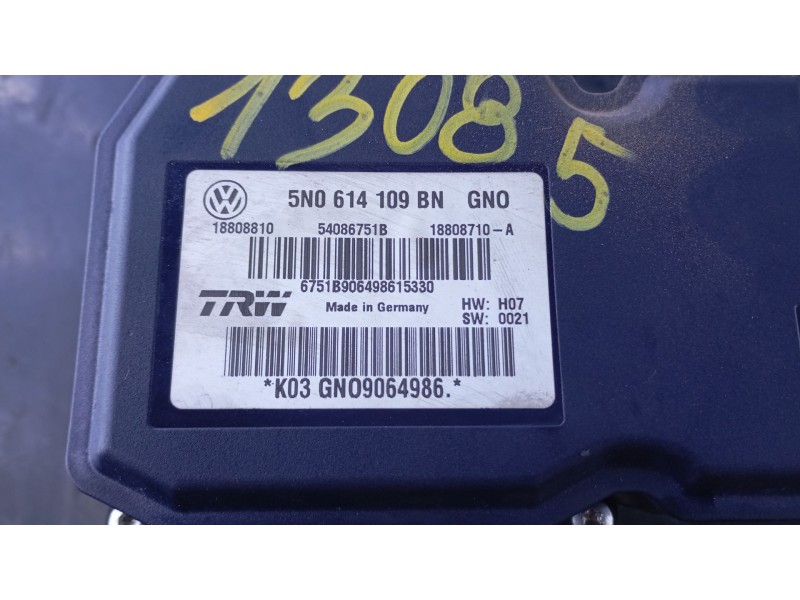 13085
5N0 614 109 BN GNO
18808810 54086751B 18808710-A
6751B906498615330
TRW Made in Germany HW: H07
SW: 0021
*K03 GNO9064986.*